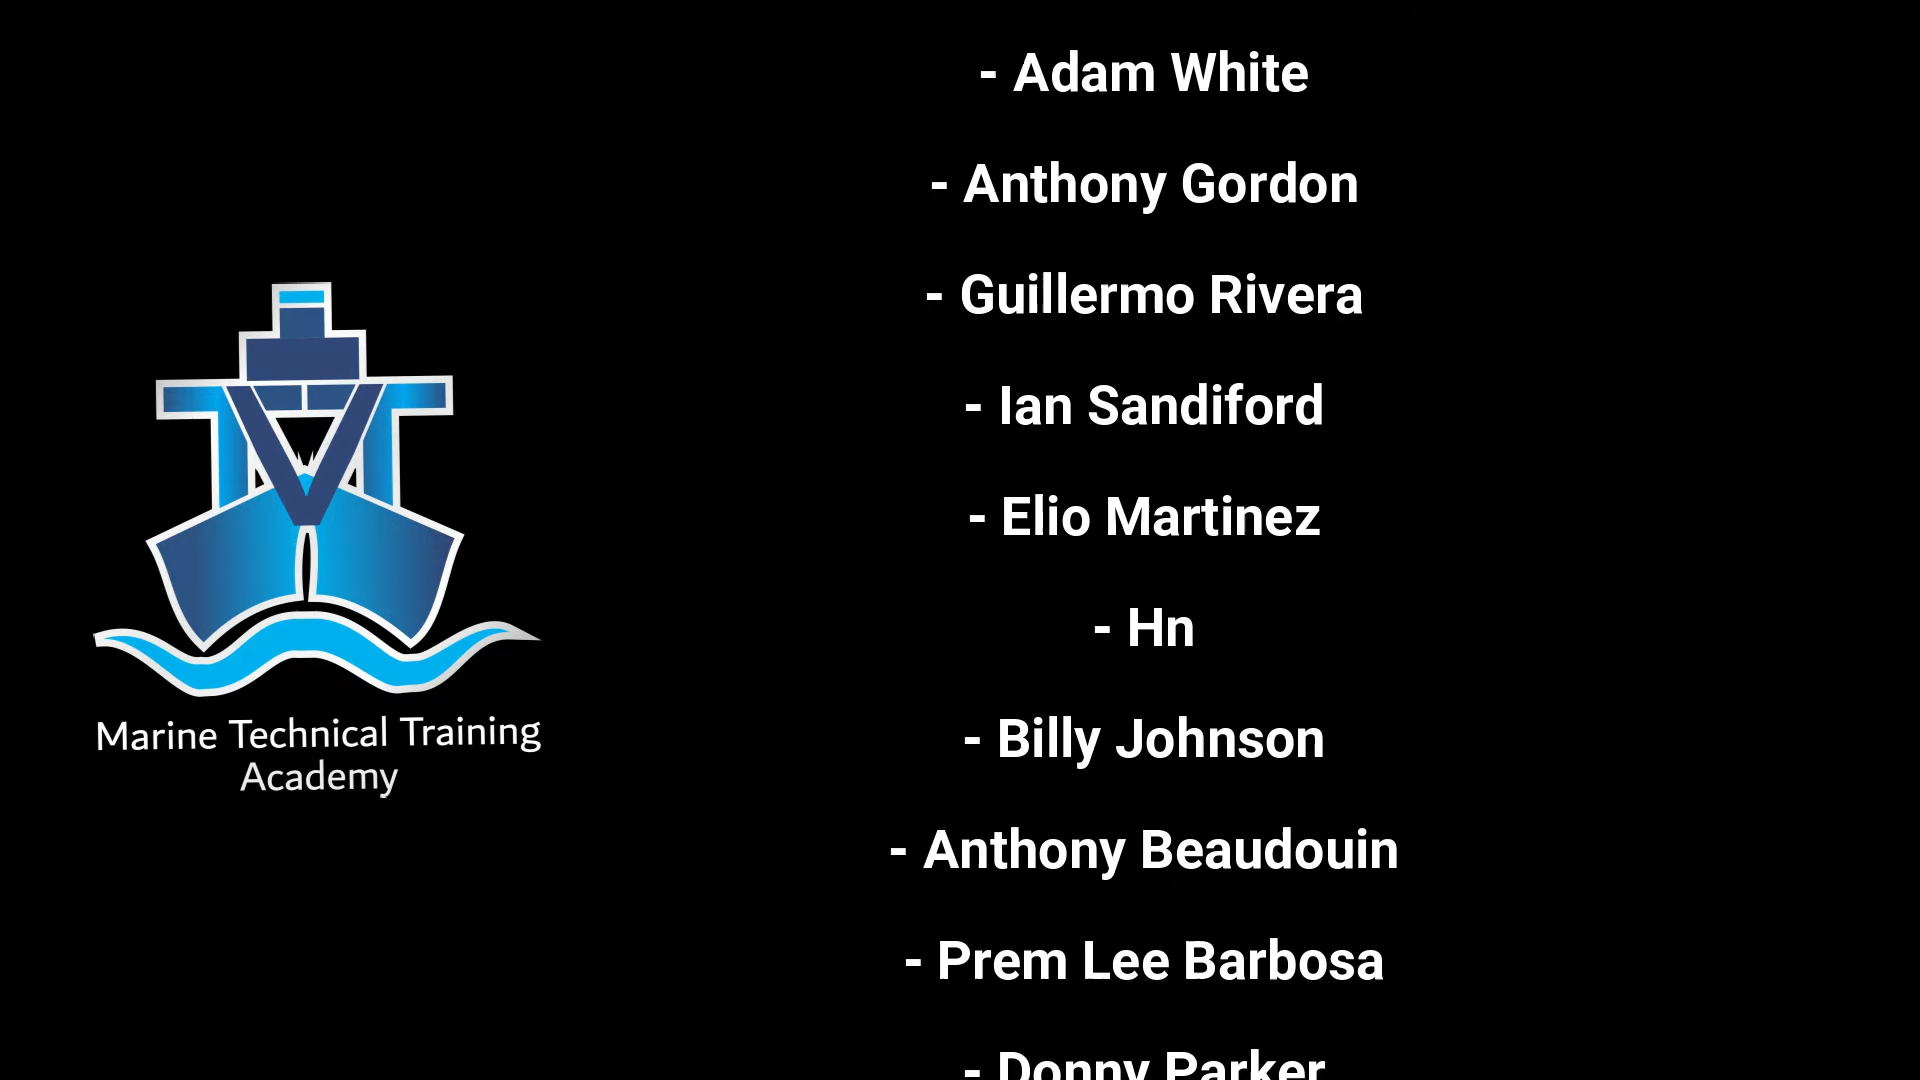 - Adam White
- Anthony Gordon
- Guillermo Rivera
- Ian Sandiford
- Elio Martinez
- Hn
- Billy Johnson
- Anthony Beaudouin
- Prem Lee Barbosa
- Donny Parker
Marine Technical Training
Academy